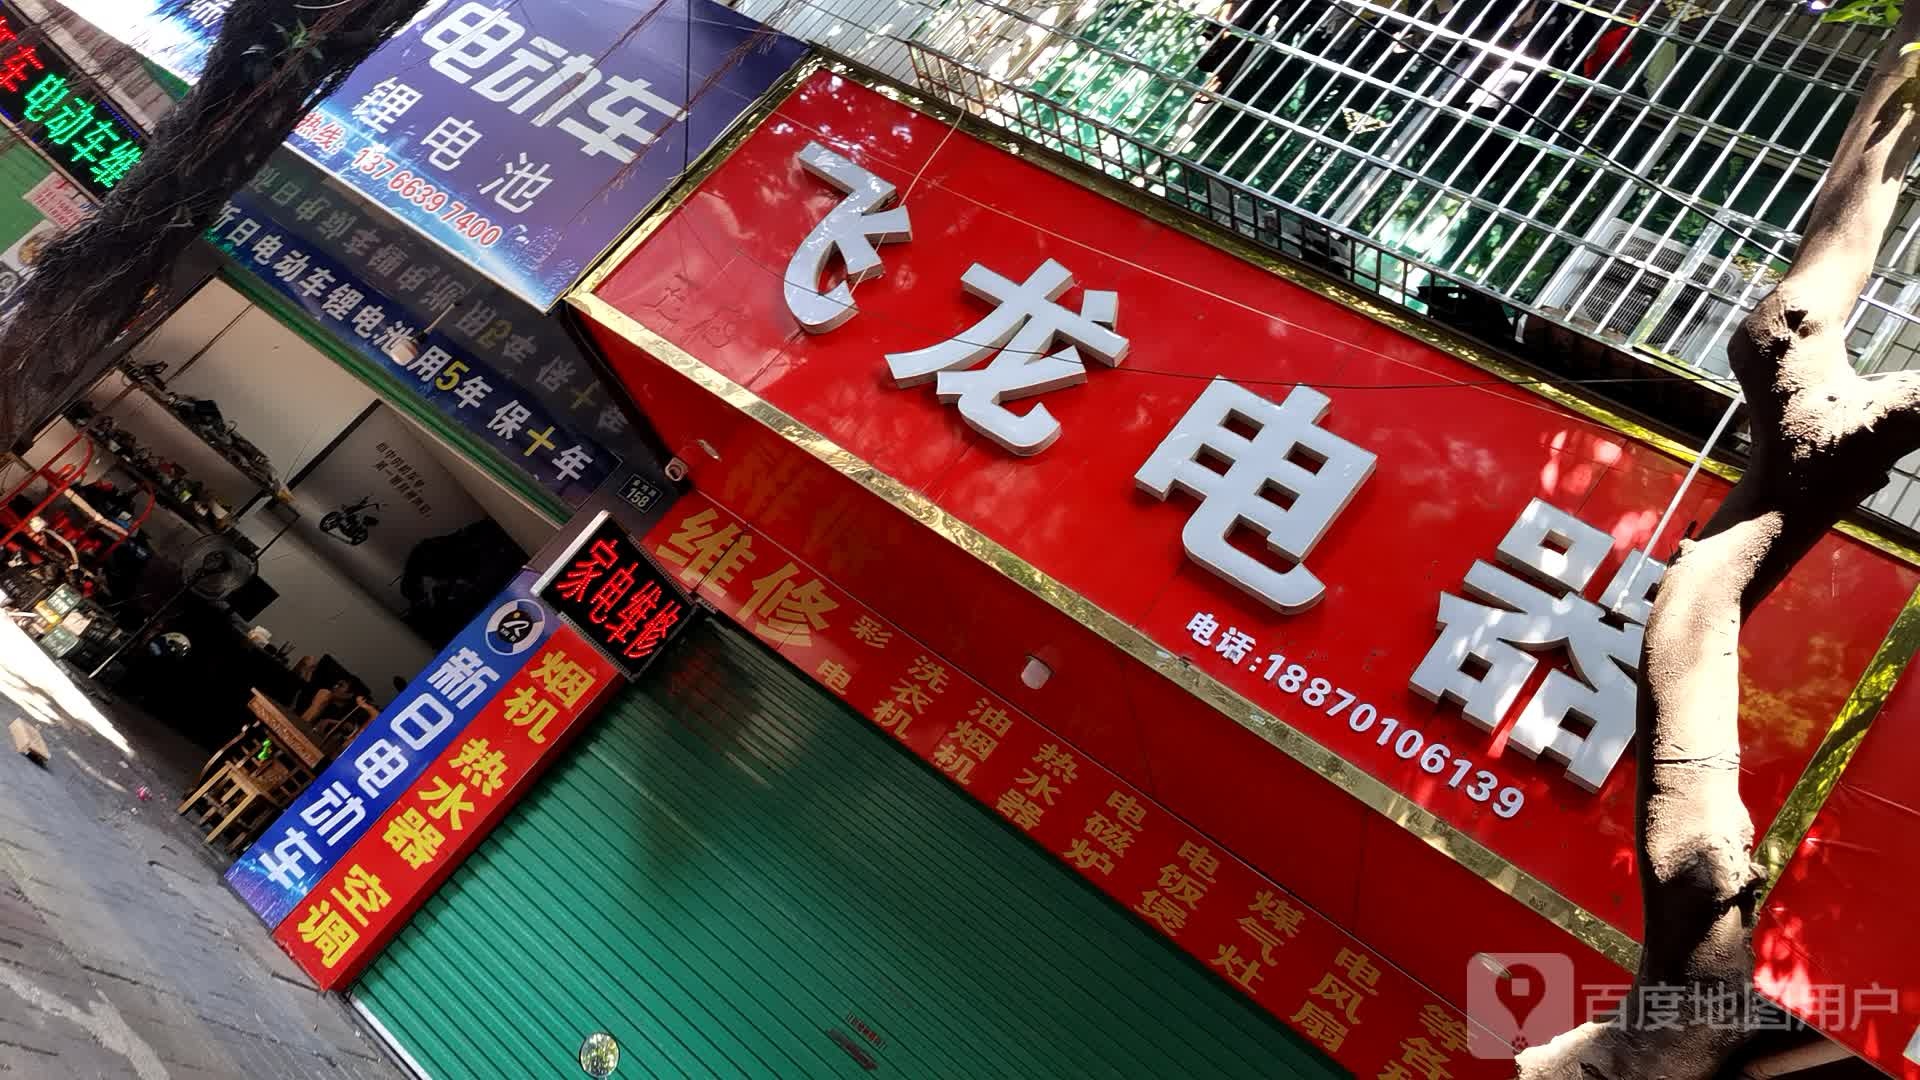 电动车
锂电池
热线：13766397400
电动车维
新日电动车锂电池用5年 保十年
158
家电维修
新日电动车
烟机 热水器 空调
飞龙电器
电话:18870106139
维修 彩电 洗衣机 油烟机 热水器 电磁炉 电饭煲 煤气灶 电风扇 等各
百度地图用户